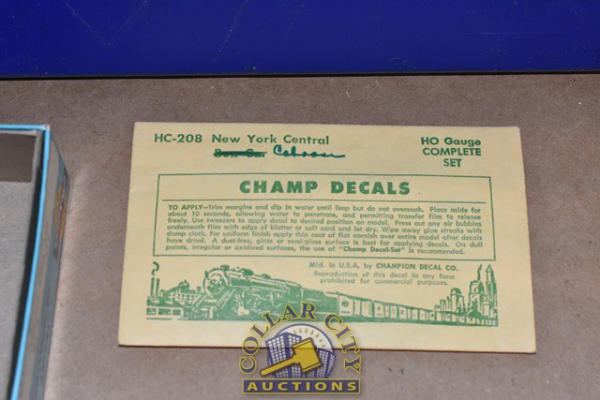 HC-208 New York Central
Box Car Caboose
HO Gauge
COMPLETE
SET
CHAMP DECALS
TO APPLY—Trim margins and dip in water until limp but do not oversoak. Place aside for
about 10 seconds, allowing water to penetrate, and permitting transfer film to release
freely. Use tweezers to apply decal to desired position on model. Press out any air bubbles
underneath film with edge of blotter or soft cord and let dry. Wipe away glue streaks with
damp cloth. For uniform finish apply thin coat of flat varnish over entire model after decals
have dried. A dust-free, gloss or semi-gloss surface is best for applying decals. On dull
paints, irregular or oxidized surfaces, the use of "Champ Decal-Set" is recommended.
Mfd. in U.S.A. by CHAMPION DECAL CO.
Reproduction of this decal in any form
prohibited for commercial purposes.
COLLAR CITY
AUCTIONS